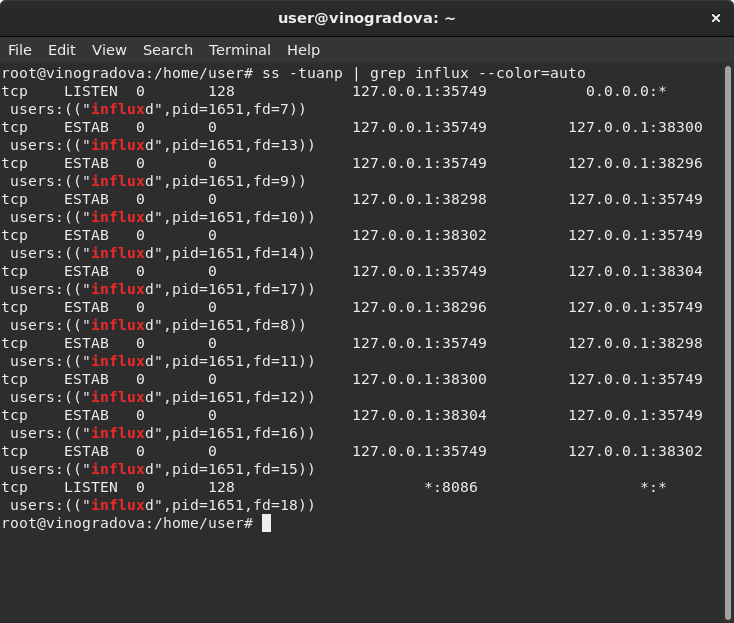 user@vinogradova: ~
×
File Edit View Search Terminal Help
root@vinogradova:/home/user# ss -tuanp | grep influx --color=auto
tcp    LISTEN  0       128             127.0.0.1:35749           0.0.0.0:*
 users:(("influxd",pid=1651,fd=7))
tcp    ESTAB   0       0               127.0.0.1:35749         127.0.0.1:38300
 users:(("influxd",pid=1651,fd=13))
tcp    ESTAB   0       0               127.0.0.1:35749         127.0.0.1:38296
 users:(("influxd",pid=1651,fd=9))
tcp    ESTAB   0       0               127.0.0.1:38298         127.0.0.1:35749
 users:(("influxd",pid=1651,fd=10))
tcp    ESTAB   0       0               127.0.0.1:38302         127.0.0.1:35749
 users:(("influxd",pid=1651,fd=14))
tcp    ESTAB   0       0               127.0.0.1:35749         127.0.0.1:38304
 users:(("influxd",pid=1651,fd=17))
tcp    ESTAB   0       0               127.0.0.1:38296         127.0.0.1:35749
 users:(("influxd",pid=1651,fd=8))
tcp    ESTAB   0       0               127.0.0.1:35749         127.0.0.1:38298
 users:(("influxd",pid=1651,fd=11))
tcp    ESTAB   0       0               127.0.0.1:38300         127.0.0.1:35749
 users:(("influxd",pid=1651,fd=12))
tcp    ESTAB   0       0               127.0.0.1:38304         127.0.0.1:35749
 users:(("influxd",pid=1651,fd=16))
tcp    ESTAB   0       0               127.0.0.1:35749         127.0.0.1:38302
 users:(("influxd",pid=1651,fd=15))
tcp    LISTEN  0       128                     *:8086                  *:*
 users:(("influxd",pid=1651,fd=18))
root@vinogradova:/home/user#